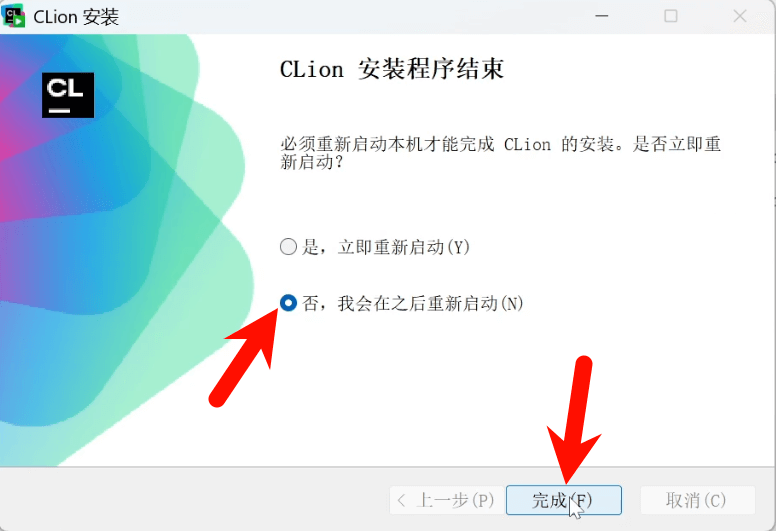 CLion 安装
CL
CLion 安装程序结束
必须重新启动本机才能完成 CLion 的安装。是否立即重
新启动?
是，立即重新启动(Y)
否，我会在之后重新启动(N)
上一步(P)
完成(F)
取消(C)